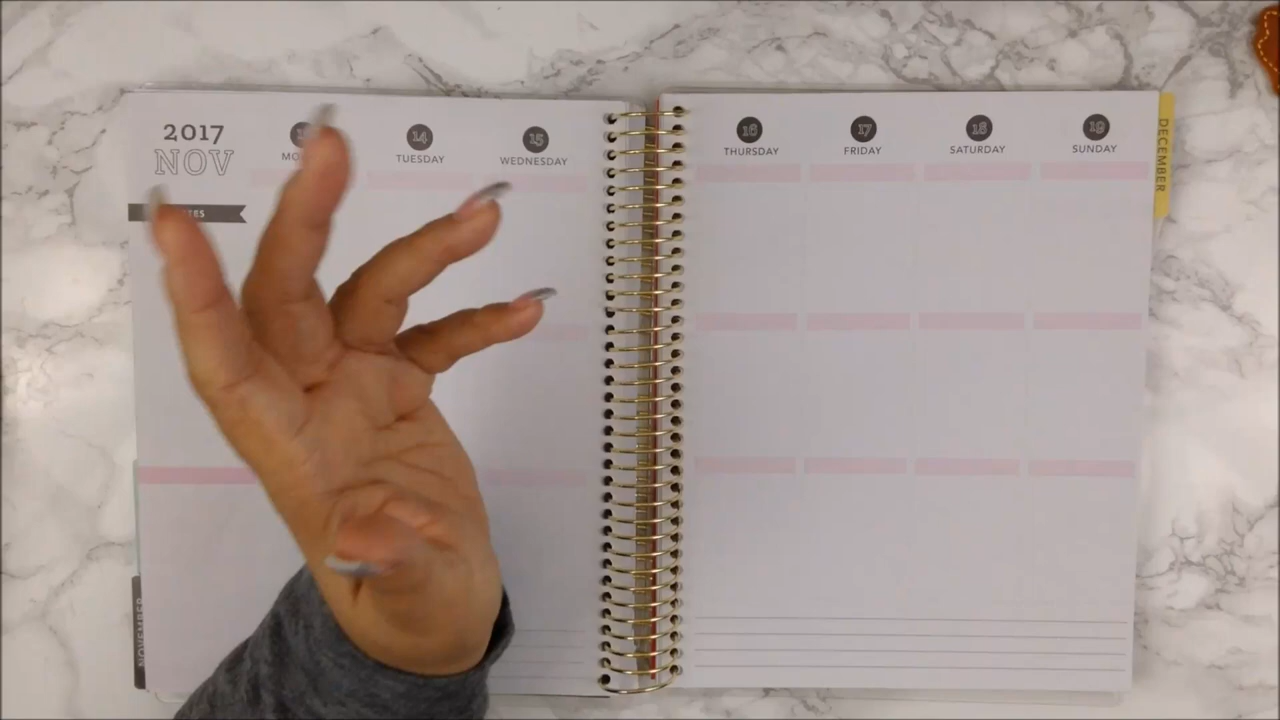 2017
NOV
14
TUESDAY
15
WEDNESDAY
16
THURSDAY
17
FRIDAY
18
SATURDAY
19
SUNDAY
DECEMBER
NOVEMBER